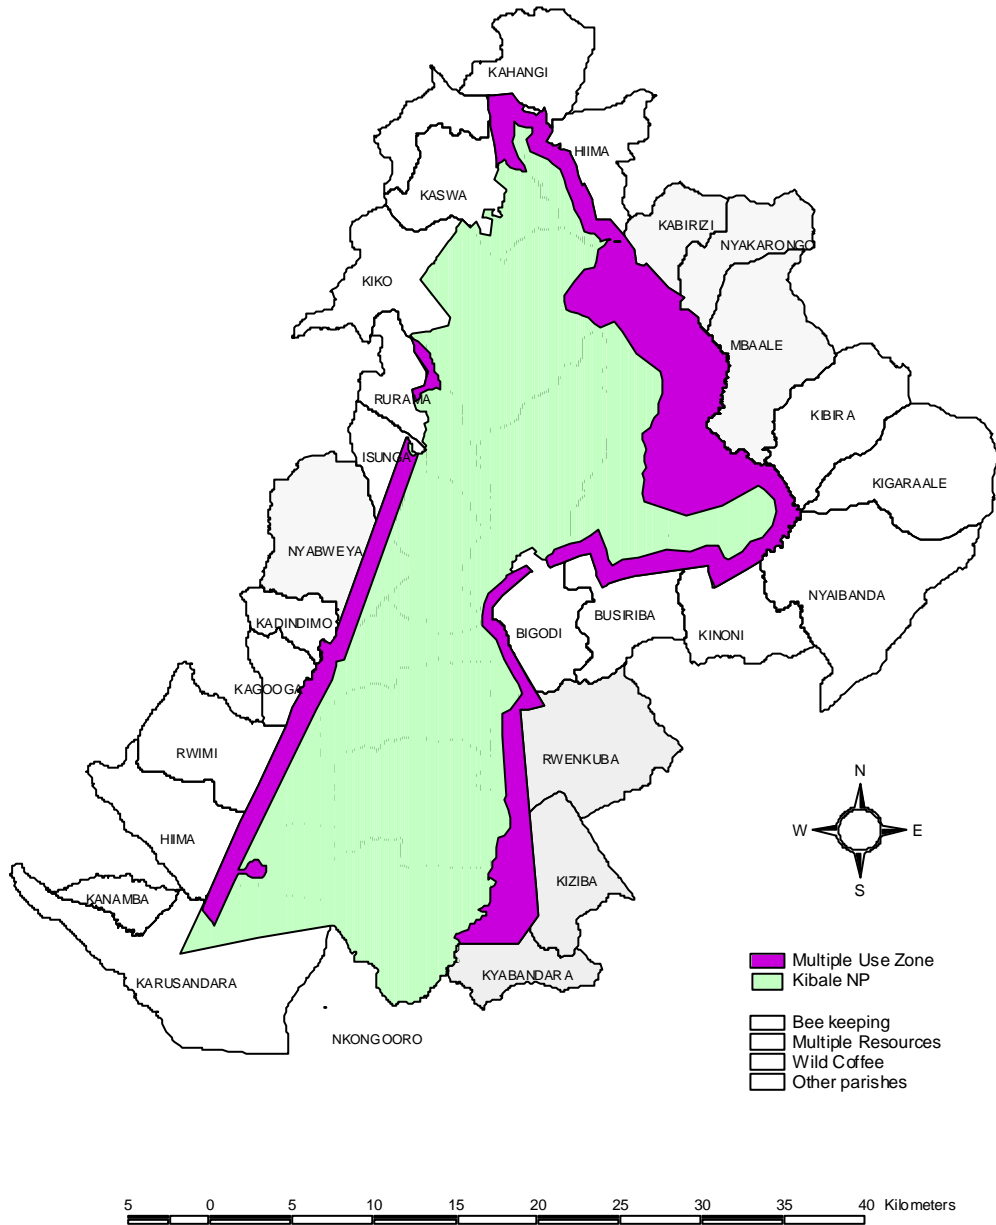 KAHANGI
HIIMA
KASWA
KABIRIZI
NYAKARONGO
KIKO
MBAALE
RURAMA
KIBIRA
ISUNGA
KIGARAALE
NYABWEYA
NYAIBANDA
KADINDIMO
BUSIRIBA
BIGODI
KINONI
KAGOOGA
RWIMI
RWENKUBA
N
W E
S
HIIMA
KIZIBA
KANAMBA
KYABANDARA
KARUSANDARA
NKONGOORO
Multiple Use Zone
Kibale NP
Bee keeping
Multiple Resources
Wild Coffee
Other parishes
5 0 5 10 15 20 25 30 35 40 Kilometers